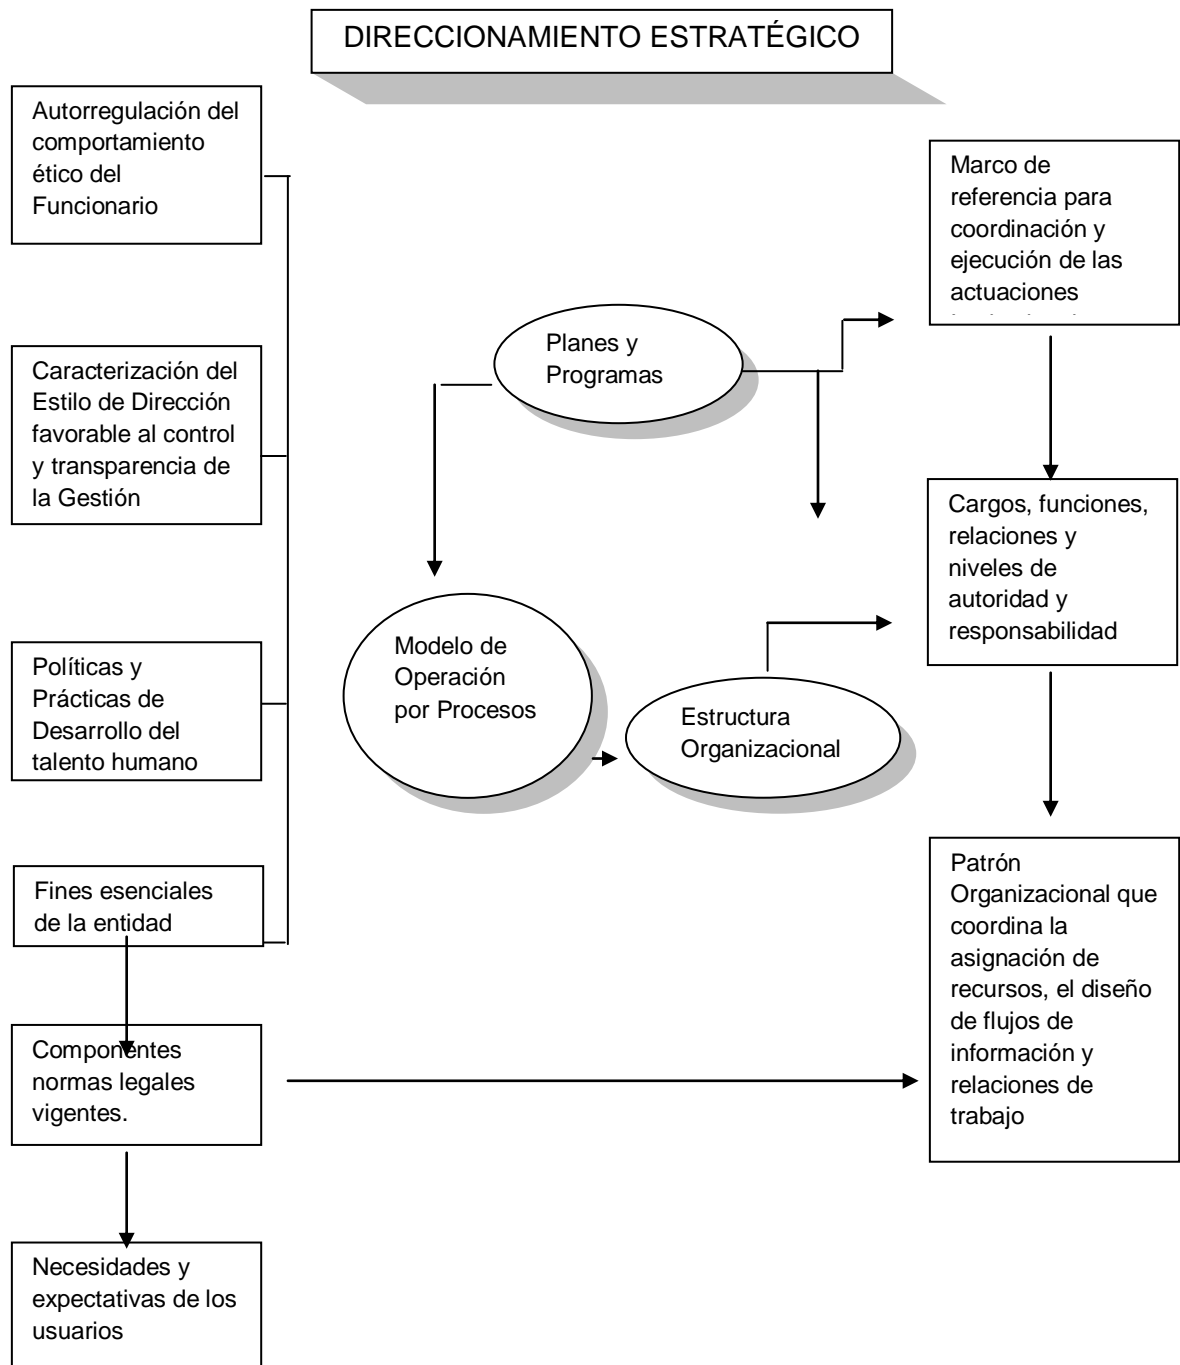 DIRECCIONAMIENTO ESTRATÉGICO
Autorregulación del
comportamiento
ético del
Funcionario
Marco de
referencia para
coordinación y
ejecución de las
actuaciones
Planes y
Programas
Caracterización del
Estilo de Dirección
favorable al control
y transparencia de
la Gestión
Cargos, funciones,
relaciones y
niveles de
autoridad y
responsabilidad
Modelo de
Operación
por Procesos
Políticas y
Prácticas de
Desarrollo del
talento humano
Estructura
Organizacional
Fines esenciales
de la entidad
Patrón
Organizacional que
coordina la
asignación de
recursos, el diseño
de flujos de
información y
relaciones de
trabajo
Componentes
normas legales
vigentes.
Necesidades y
expectativas de los
usuarios